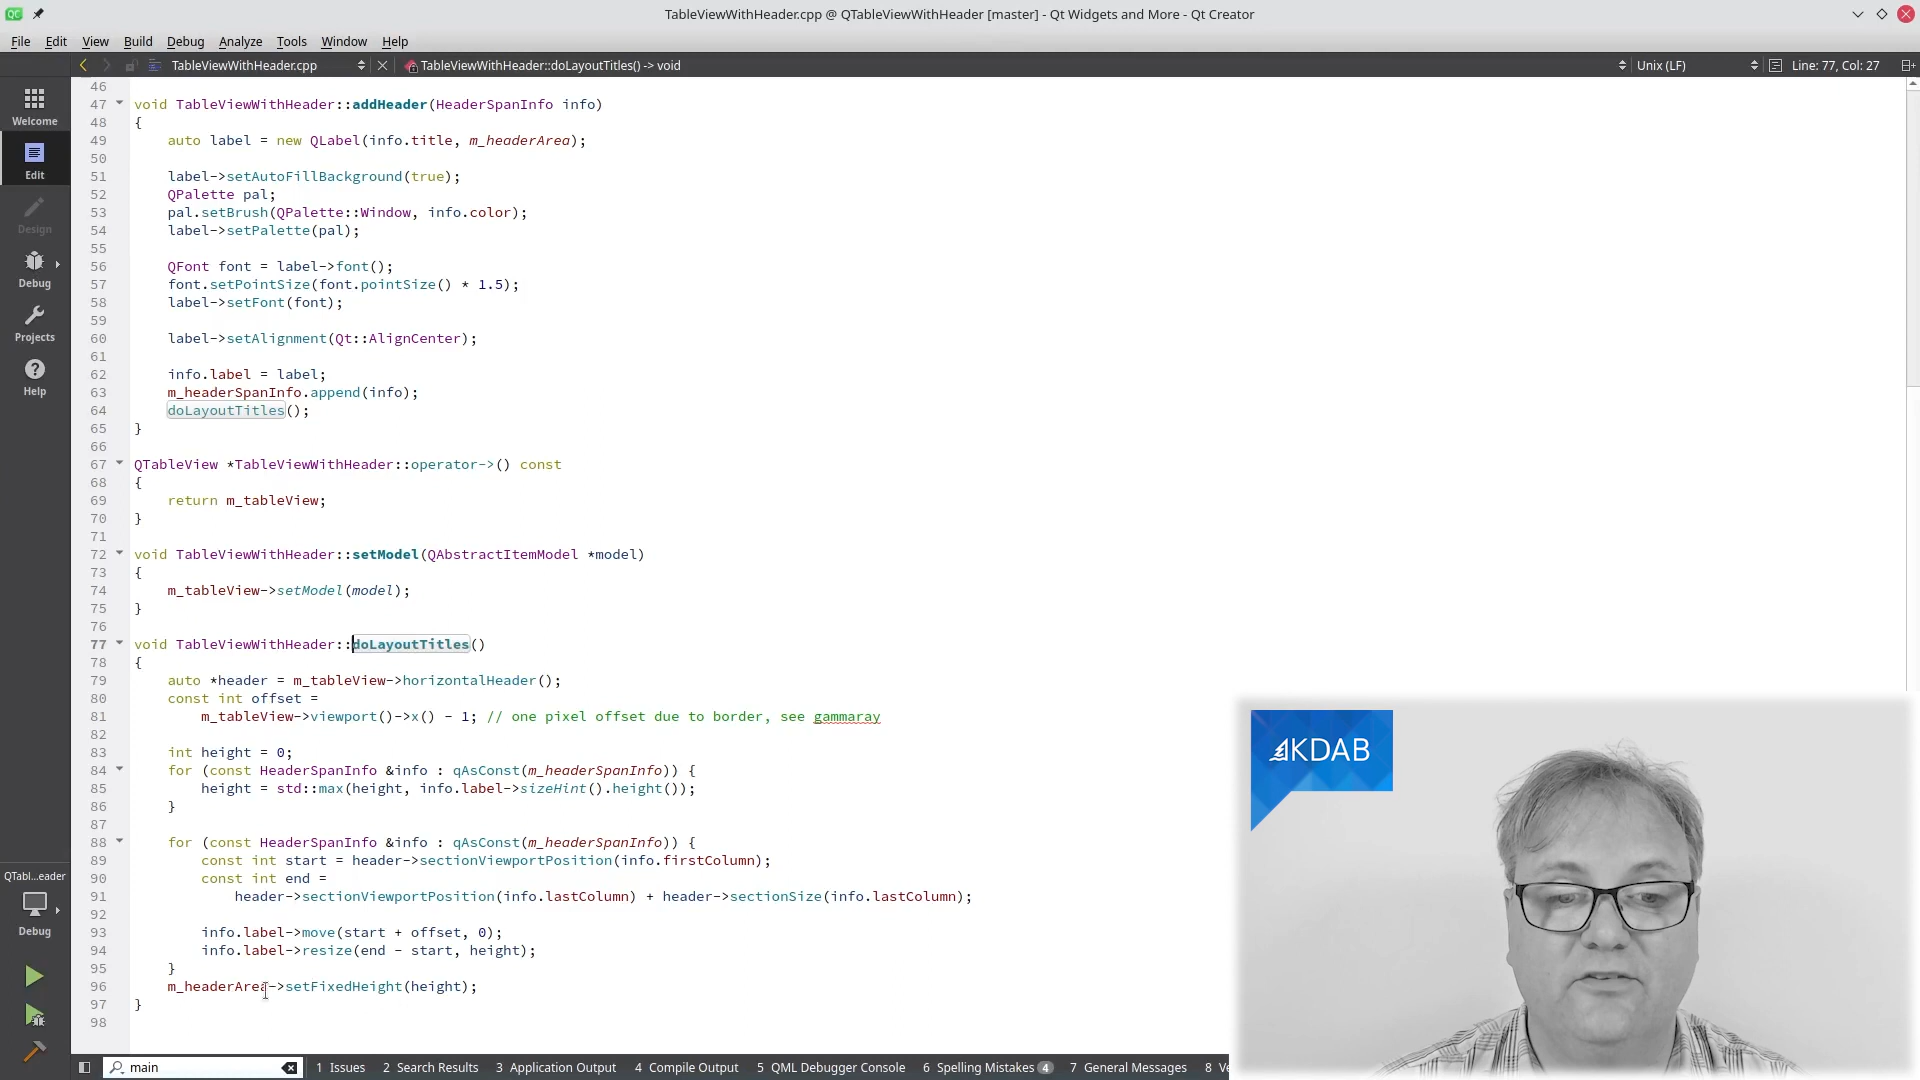 TableViewWithHeader.cpp @ QTableViewWithHeader [master] - Qt Widgets and More - Qt Creator
File Edit View Build Debug Analyze Tools Window Help
TableViewWithHeader.cpp TableViewWithHeader::doLayoutTitles() -> void Unix (LF) Line: 77, Col: 27
Welcome
Edit
Design
Debug
Projects
Help
QTabl...eader
Debug
46
47 void TableViewWithHeader::addHeader(HeaderSpanInfo info)
48 {
49 auto label = new QLabel(info.title, m_headerArea);
50
51 label->setAutoFillBackground(true);
52 QPalette pal;
53 pal.setBrush(QPalette::Window, info.color);
54 label->setPalette(pal);
55
56 QFont font = label->font();
57 font.setPointSize(font.pointSize() * 1.5);
58 label->setFont(font);
59
60 label->setAlignment(Qt::AlignCenter);
61
62 info.label = label;
63 m_headerSpanInfo.append(info);
64 doLayoutTitles();
65 }
66
67 QTableView *TableViewWithHeader::operator->() const
68 {
69 return m_tableView;
70 }
71
72 void TableViewWithHeader::setModel(QAbstractItemModel *model)
73 {
74 m_tableView->setModel(model);
75 }
76
77 void TableViewWithHeader::doLayoutTitles()
78 {
79 auto *header = m_tableView->horizontalHeader();
80 const int offset =
81 m_tableView->viewport()->x() - 1; // one pixel offset due to border, see gammaray
82
83 int height = 0;
84 for (const HeaderSpanInfo &info : qAsConst(m_headerSpanInfo)) {
85 height = std::max(height, info.label->sizeHint().height());
86 }
87
88 for (const HeaderSpanInfo &info : qAsConst(m_headerSpanInfo)) {
89 const int start = header->sectionViewportPosition(info.firstColumn);
90 const int end =
91 header->sectionViewportPosition(info.lastColumn) + header->sectionSize(info.lastColumn);
92
93 info.label->move(start + offset, 0);
94 info.label->resize(end - start, height);
95 }
96 m_headerArea->setFixedHeight(height);
97 }
98
KDAB
main 1 Issues 2 Search Results 3 Application Output 4 Compile Output 5 QML Debugger Console 6 Spelling Mistakes 4 7 General Messages 8